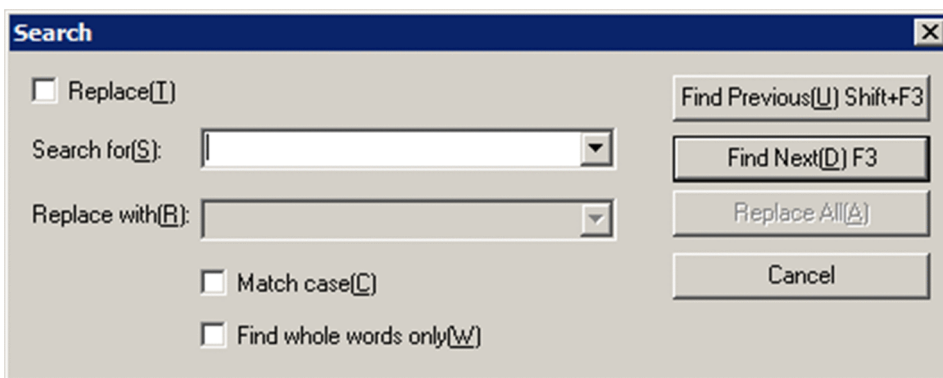 Search
Replace(T)
Find Previous(U) Shift+F3
Search for(S):
Find Next(D) F3
Replace with(R):
Replace All(A)
Match case(C)
Cancel
Find whole words only(W)